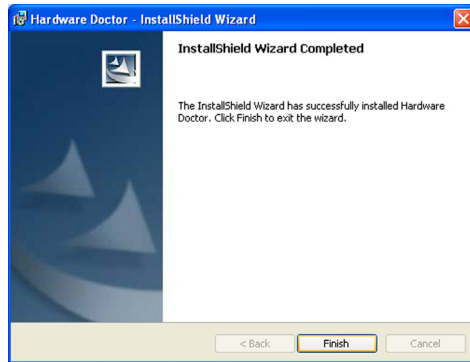 Hardware Doctor - InstallShield Wizard
InstallShield Wizard Completed
The InstallShield Wizard has successfully installed Hardware
Doctor. Click Finish to exit the wizard.
< Back
Finish
Cancel